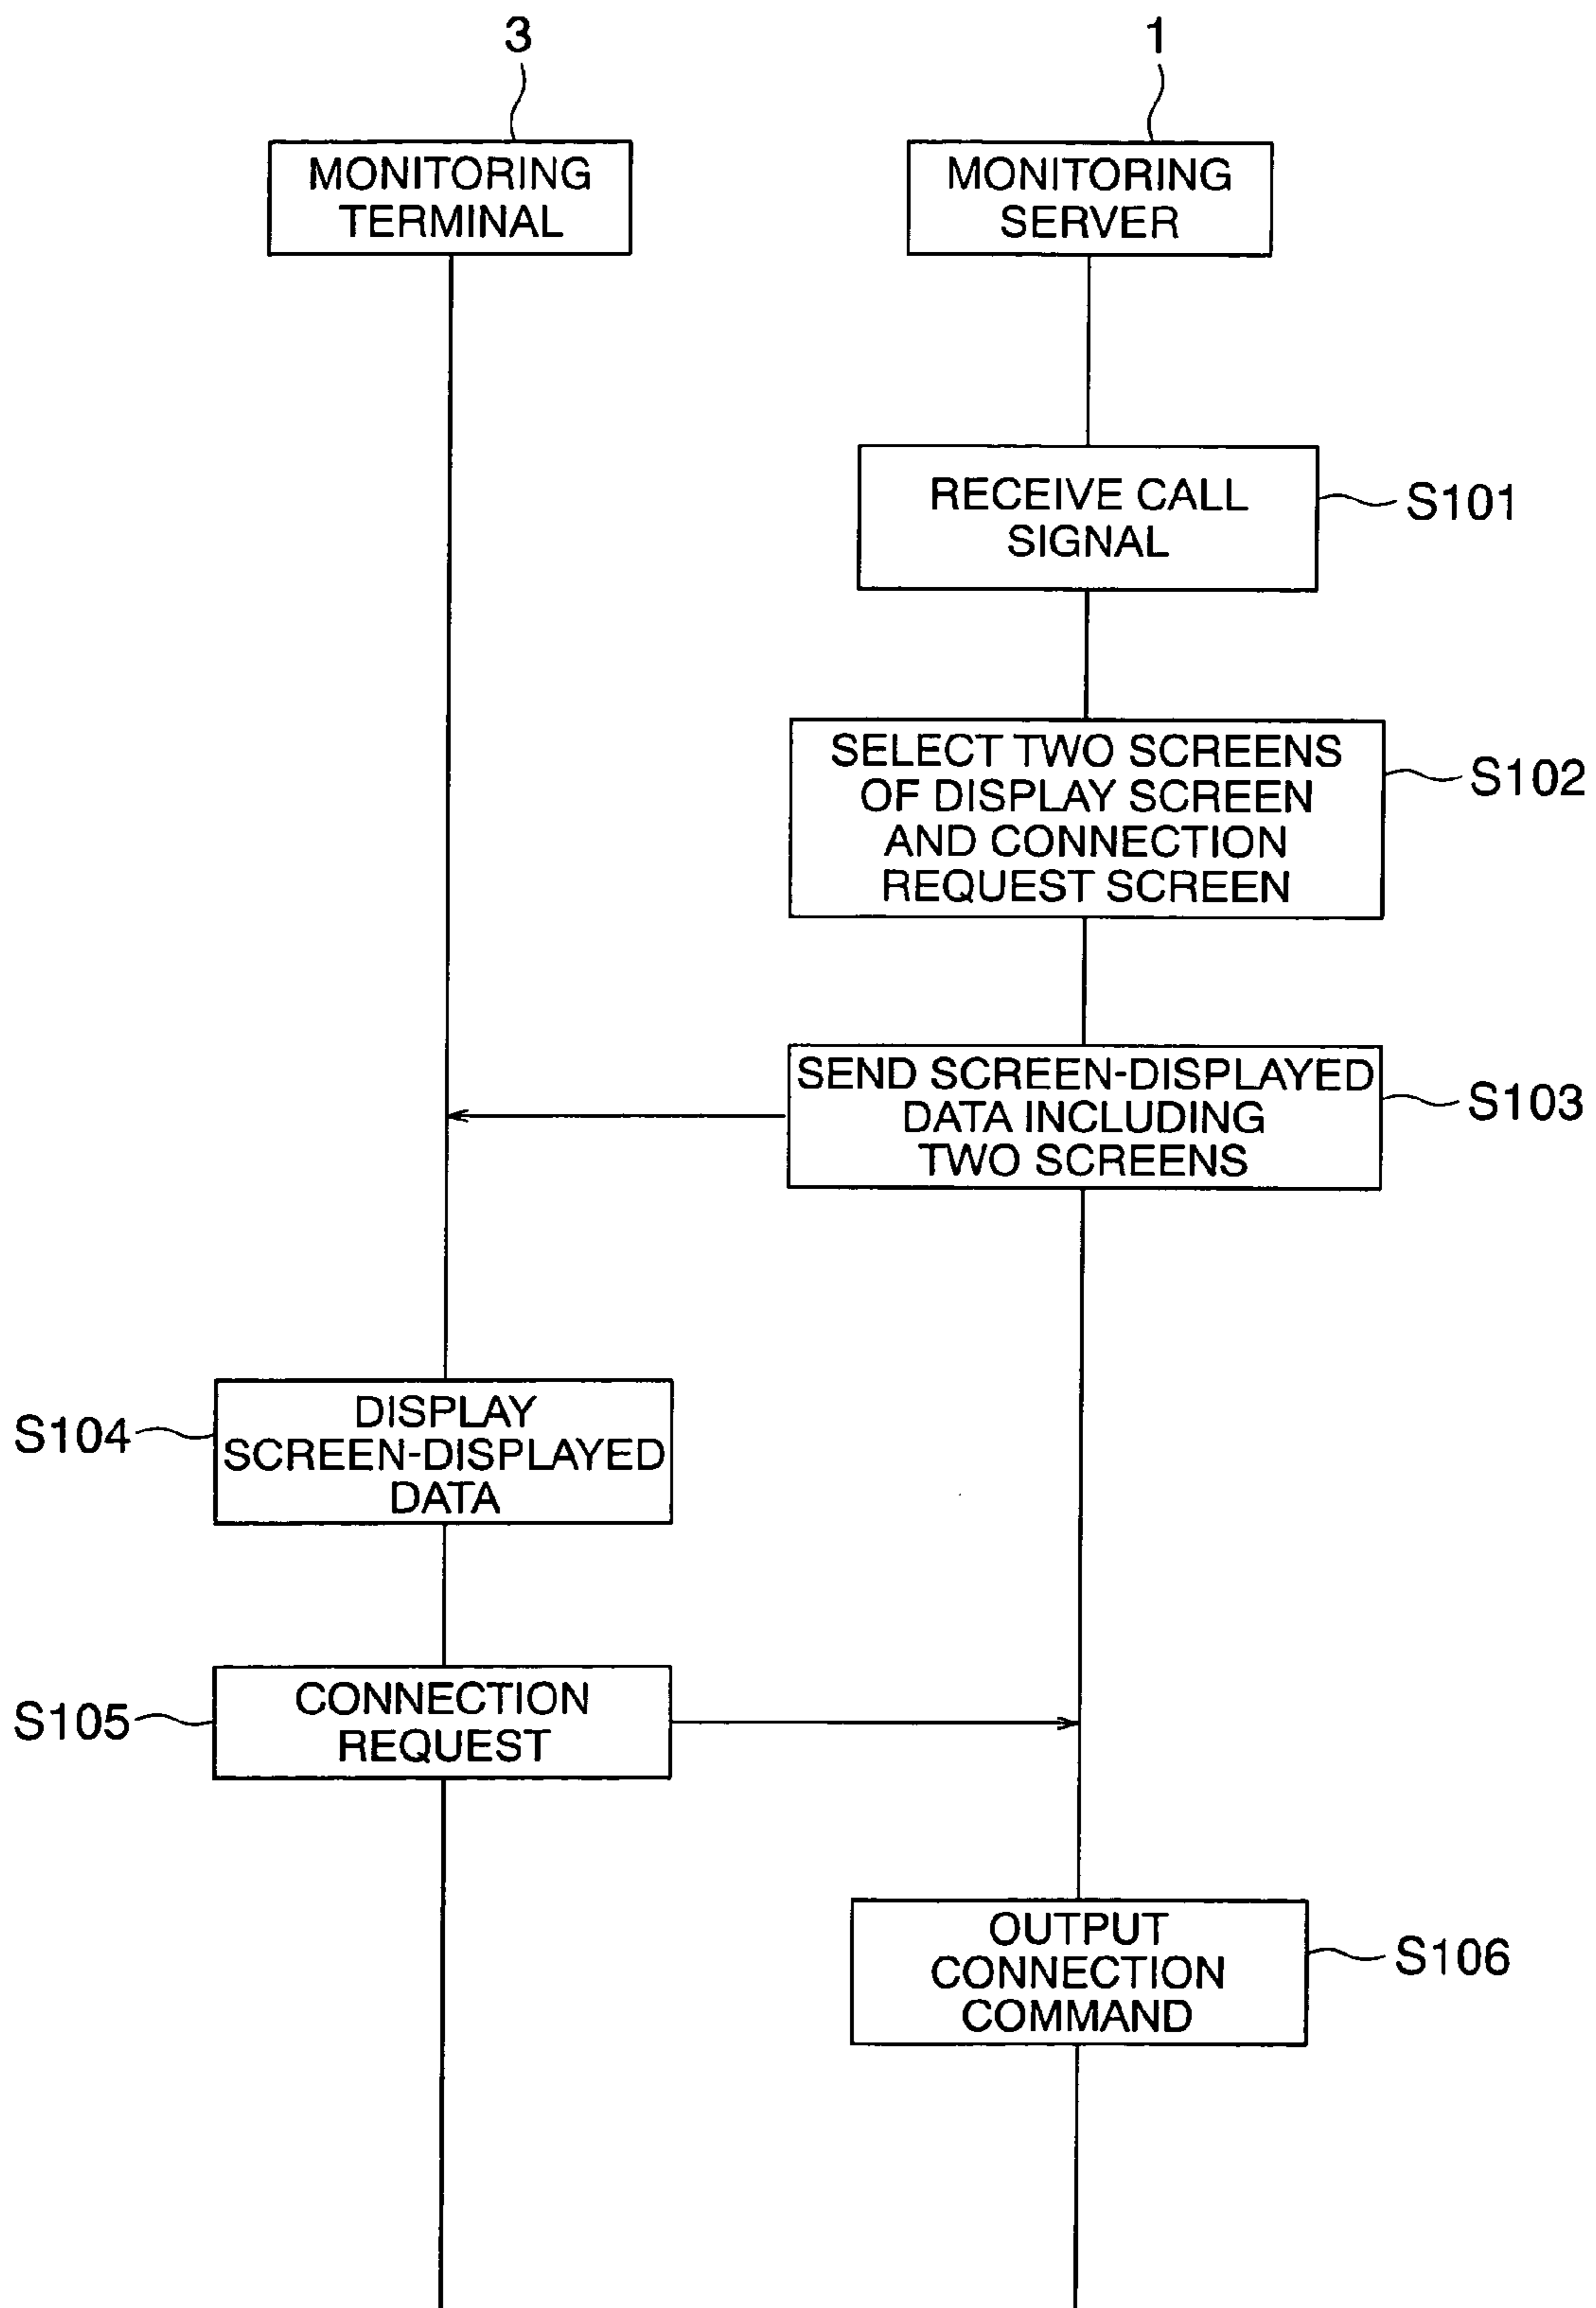 3
1
MONITORING
TERMINAL
MONITORING
SERVER
RECEIVE CALL
SIGNAL
S101
SELECT TWO SCREENS
OF DISPLAY SCREEN
AND CONNECTION
REQUEST SCREEN
S102
SEND SCREEN-DISPLAYED
DATA INCLUDING
TWO SCREENS
S103
S104
DISPLAY
SCREEN-DISPLAYED
DATA
S105
CONNECTION
REQUEST
OUTPUT
CONNECTION
COMMAND
S106